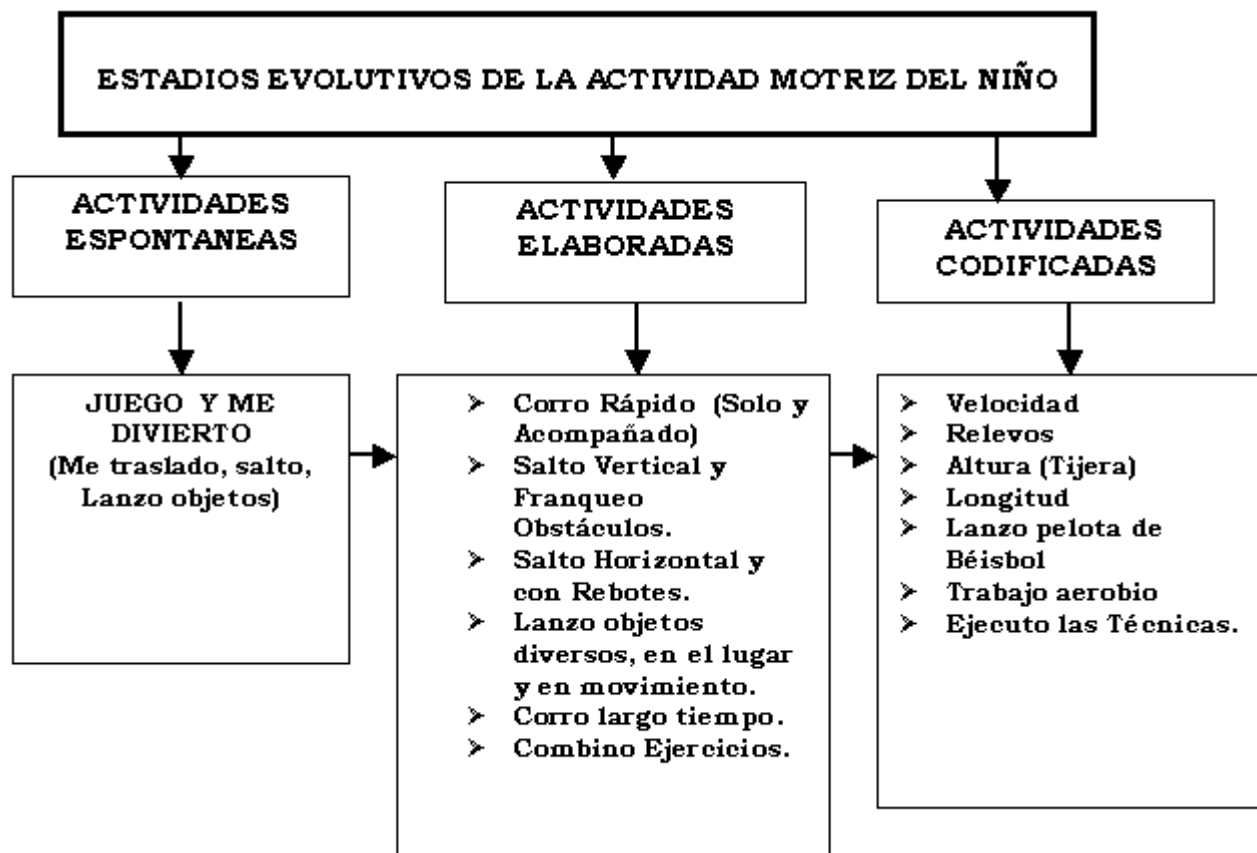 ESTADIOS EVOLUTIVOS DE LA ACTIVIDAD MOTRIZ DEL NIÑO
ACTIVIDADES
ESPONTANEAS
ACTIVIDADES
ELABORADAS
ACTIVIDADES
CODIFICADAS
JUEGO Y ME
DIVIERTO
(Me traslado, salto,
Lanzo objetos)
➢ Corro Rápido (Solo y
Acompañado)
➢ Salto Vertical y
Franqueo
Obstáculos.
➢ Salto Horizontal y
con Rebotes.
➢ Lanzo objetos
diversos, en el lugar
y en movimiento.
➢ Corro largo tiempo.
➢ Combino Ejercicios.
➢ Velocidad
➢ Relevos
➢ Altura (Tijera)
➢ Longitud
➢ Lanzo pelota de
Béisbol
➢ Trabajo aerobio
➢ Ejecuto las Técnicas.